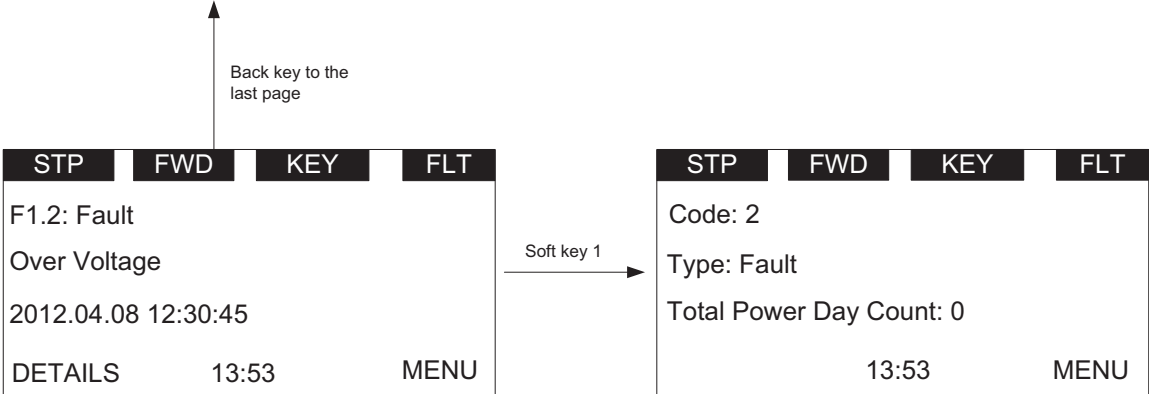 Back key to the
last page
STP FWD KEY FLT
F1.2: Fault
Over Voltage
2012.04.08 12:30:45
DETAILS 13:53 MENU
Soft key 1
STP FWD KEY FLT
Code: 2
Type: Fault
Total Power Day Count: 0
13:53 MENU